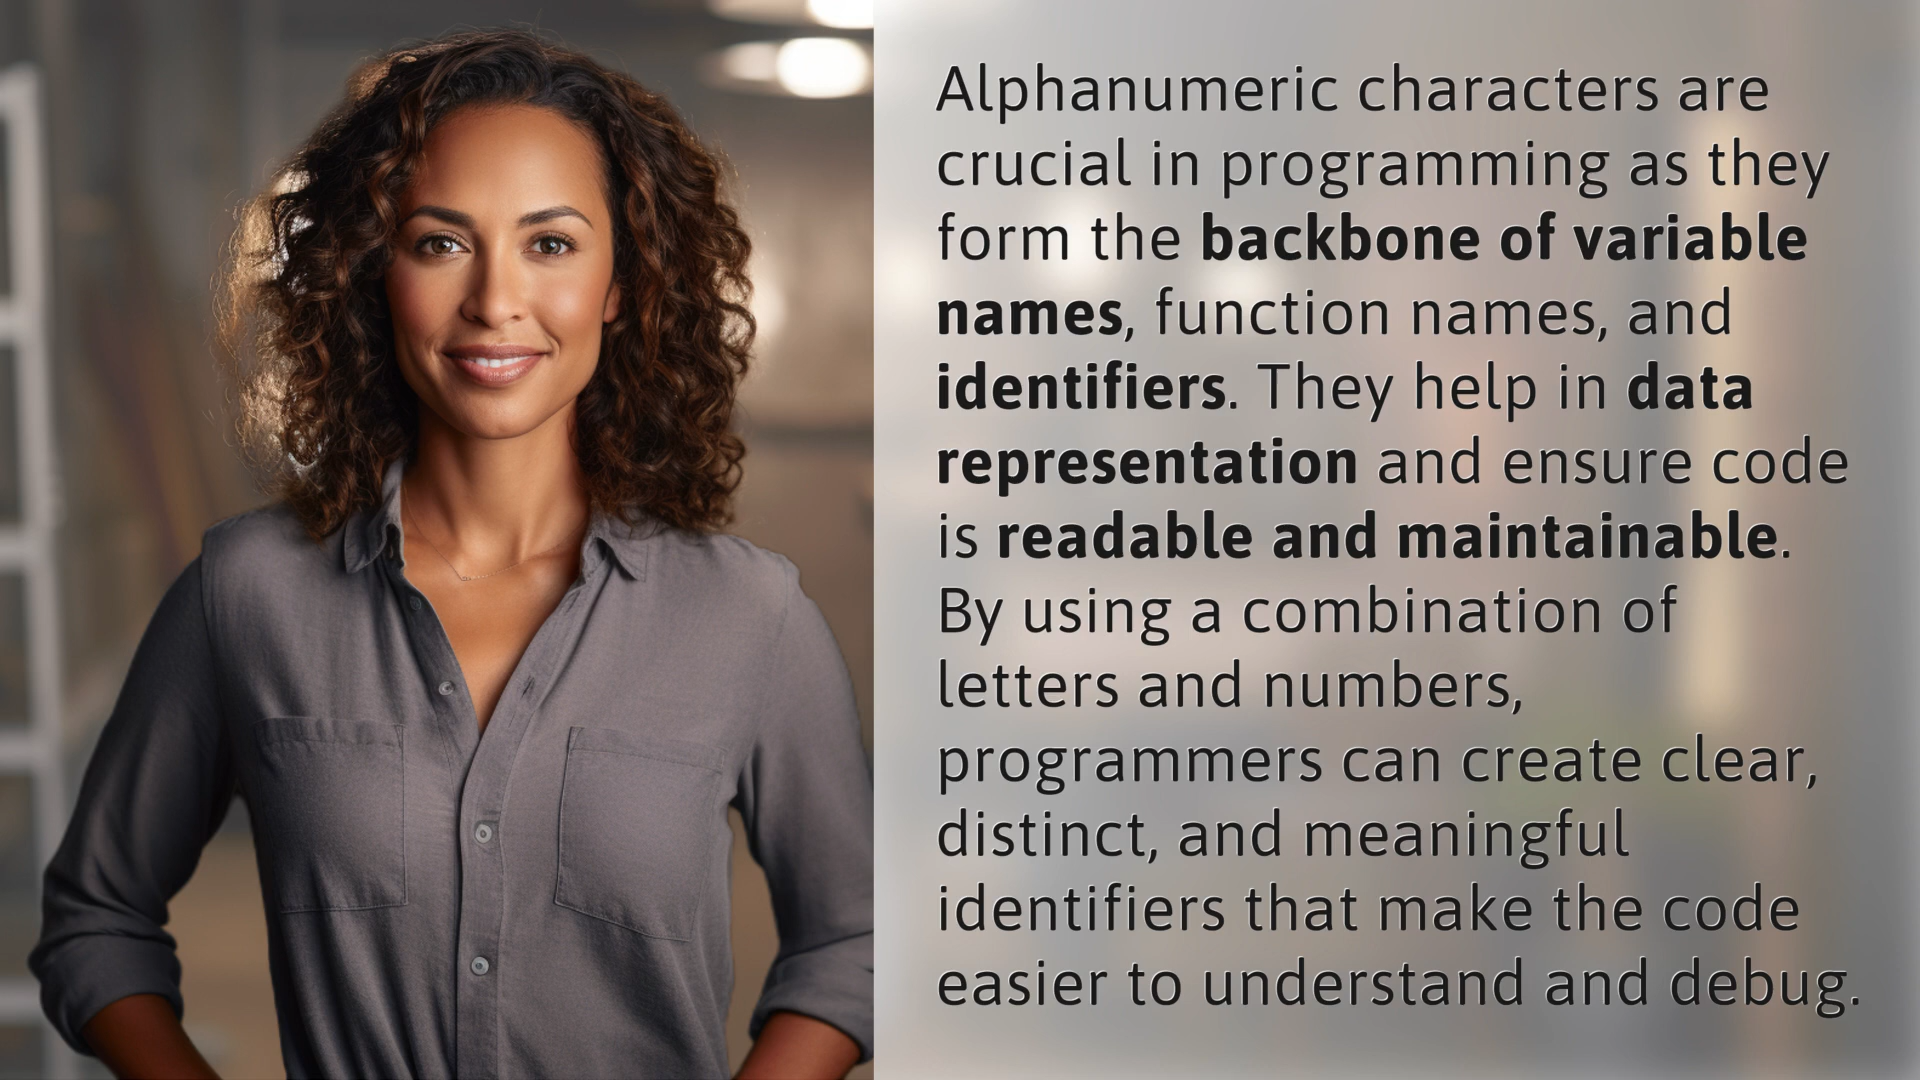 Alphanumeric characters are
crucial in programming as they
form the backbone of variable
names, function names, and
identifiers. They help in data
representation and ensure code
is readable and maintainable.
By using a combination of
letters and numbers,
programmers can create clear,
distinct, and meaningful
identifiers that make the code
easier to understand and debug.